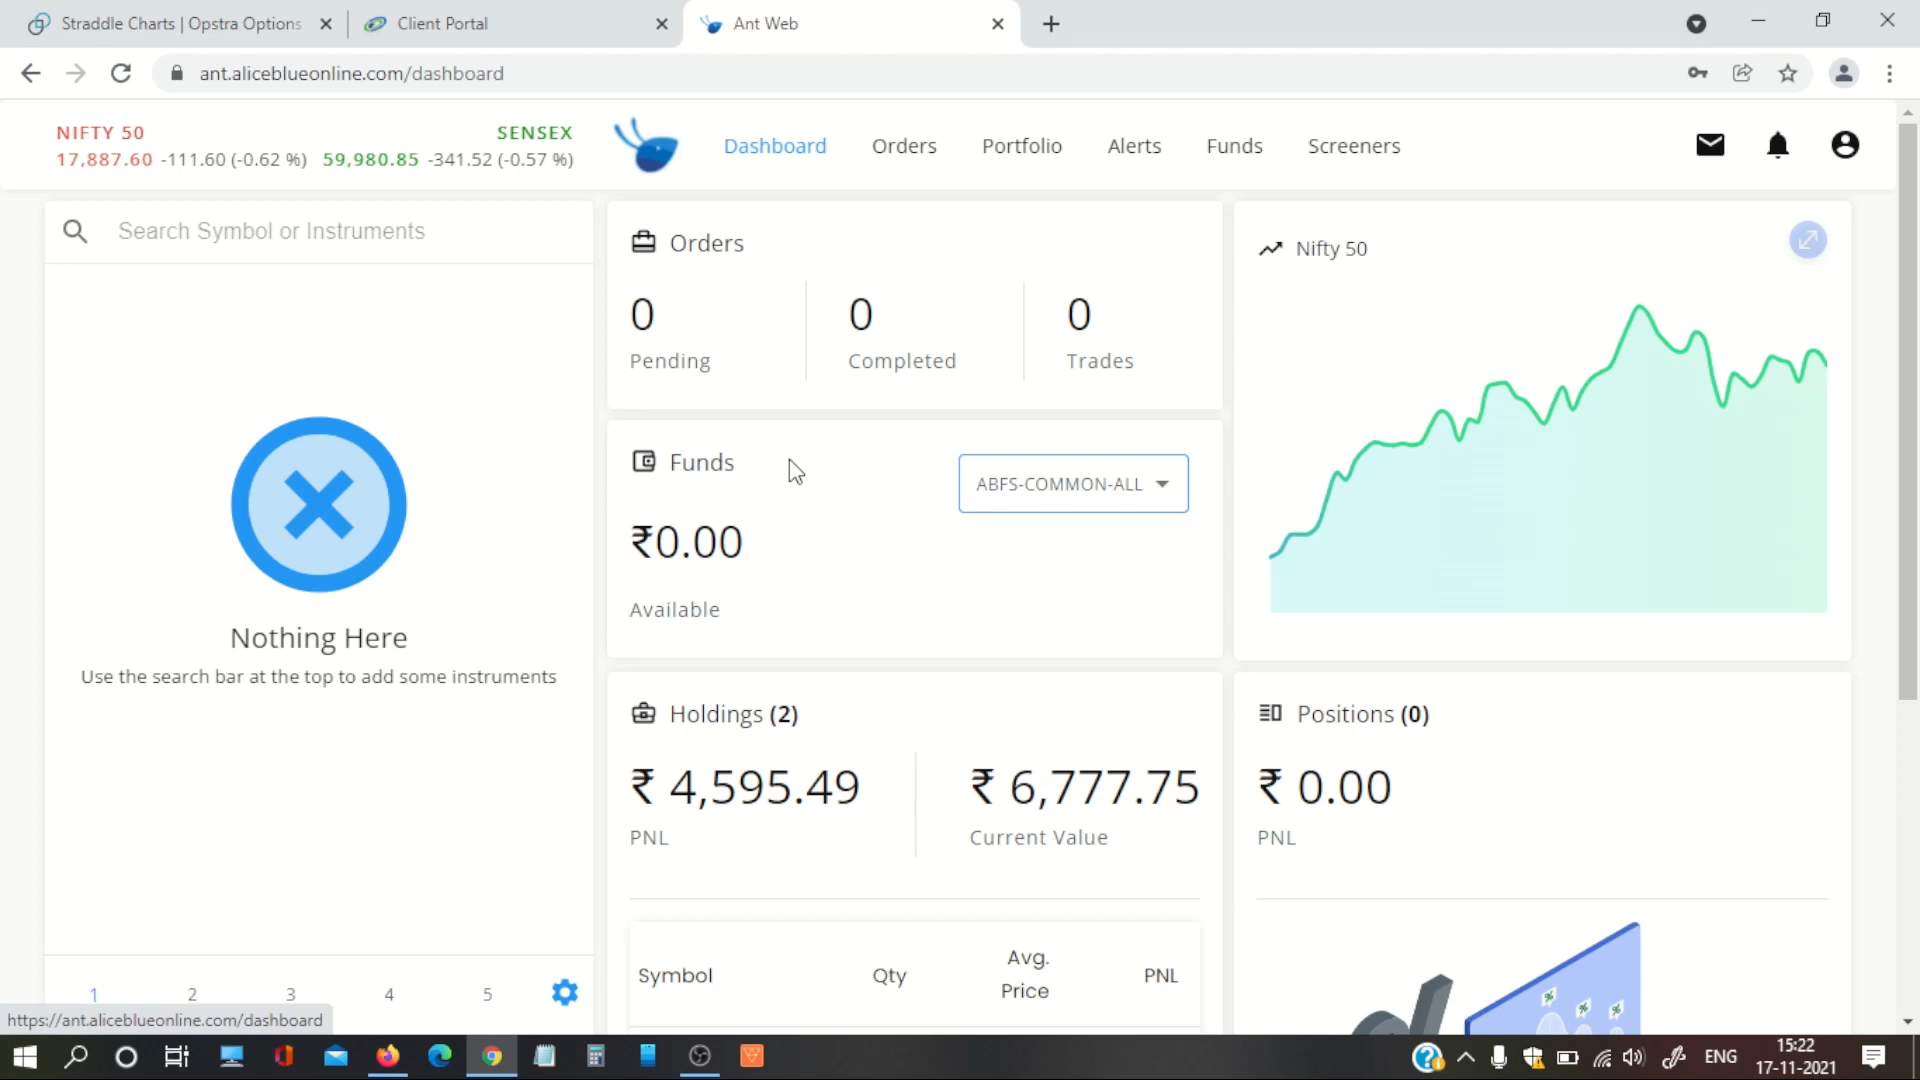 Straddle Charts | Opstra Options
Client Portal
Ant Web
ant.aliceblueonline.com/dashboard
NIFTY 50
17,887.60 -111.60 (-0.62 %)
SENSEX
59,980.85 -341.52 (-0.57 %)
Dashboard
Orders
Portfolio
Alerts
Funds
Screeners
Search Symbol or Instruments
Nothing Here
Use the search bar at the top to add some instruments
1 2 3 4 5
Orders
0 0 0
Pending Completed Trades
Funds
ABFS-COMMON-ALL
₹0.00
Available
Nifty 50
Holdings (2)
₹ 4,595.49 ₹ 6,777.75
PNL Current Value
Symbol Qty Avg. Price PNL
Positions (0)
₹ 0.00
PNL
https://ant.aliceblueonline.com/dashboard
ENG
15:22
17-11-2021